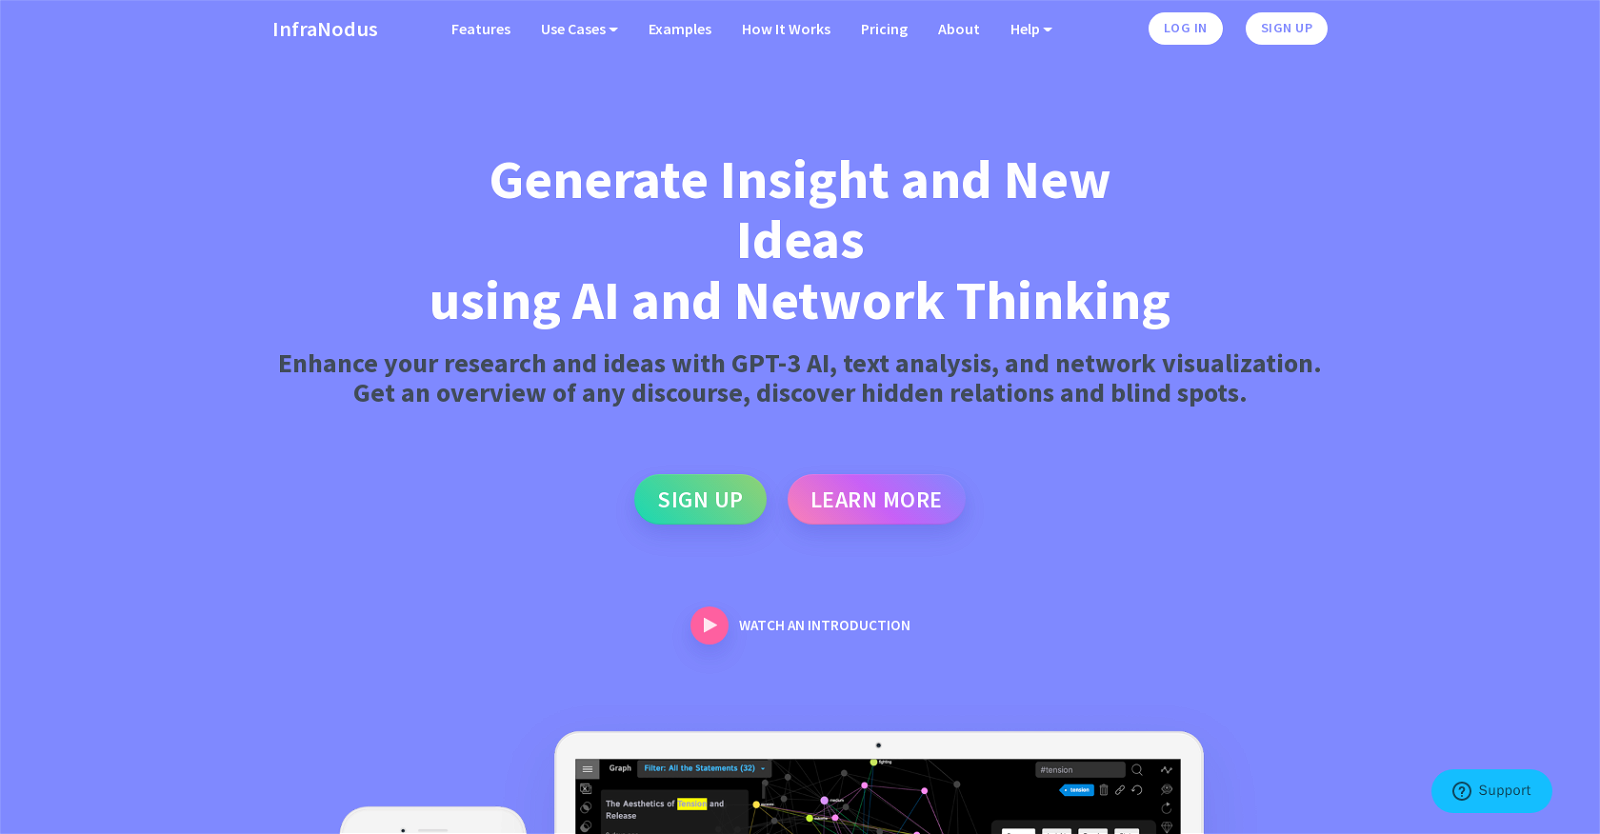 InfraNodus Features Use Cases Examples How It Works Pricing About Help LOG IN SIGN UP
Generate Insight and New
Ideas
using AI and Network Thinking
Enhance your research and ideas with GPT-3 AI, text analysis, and network visualization.
Get an overview of any discourse, discover hidden relations and blind spots.
SIGN UP LEARN MORE
WATCH AN INTRODUCTION
fighting
Graph Filter: All the Statements (32) #tension
tension
The Aesthetics of Tension and
Release
Support